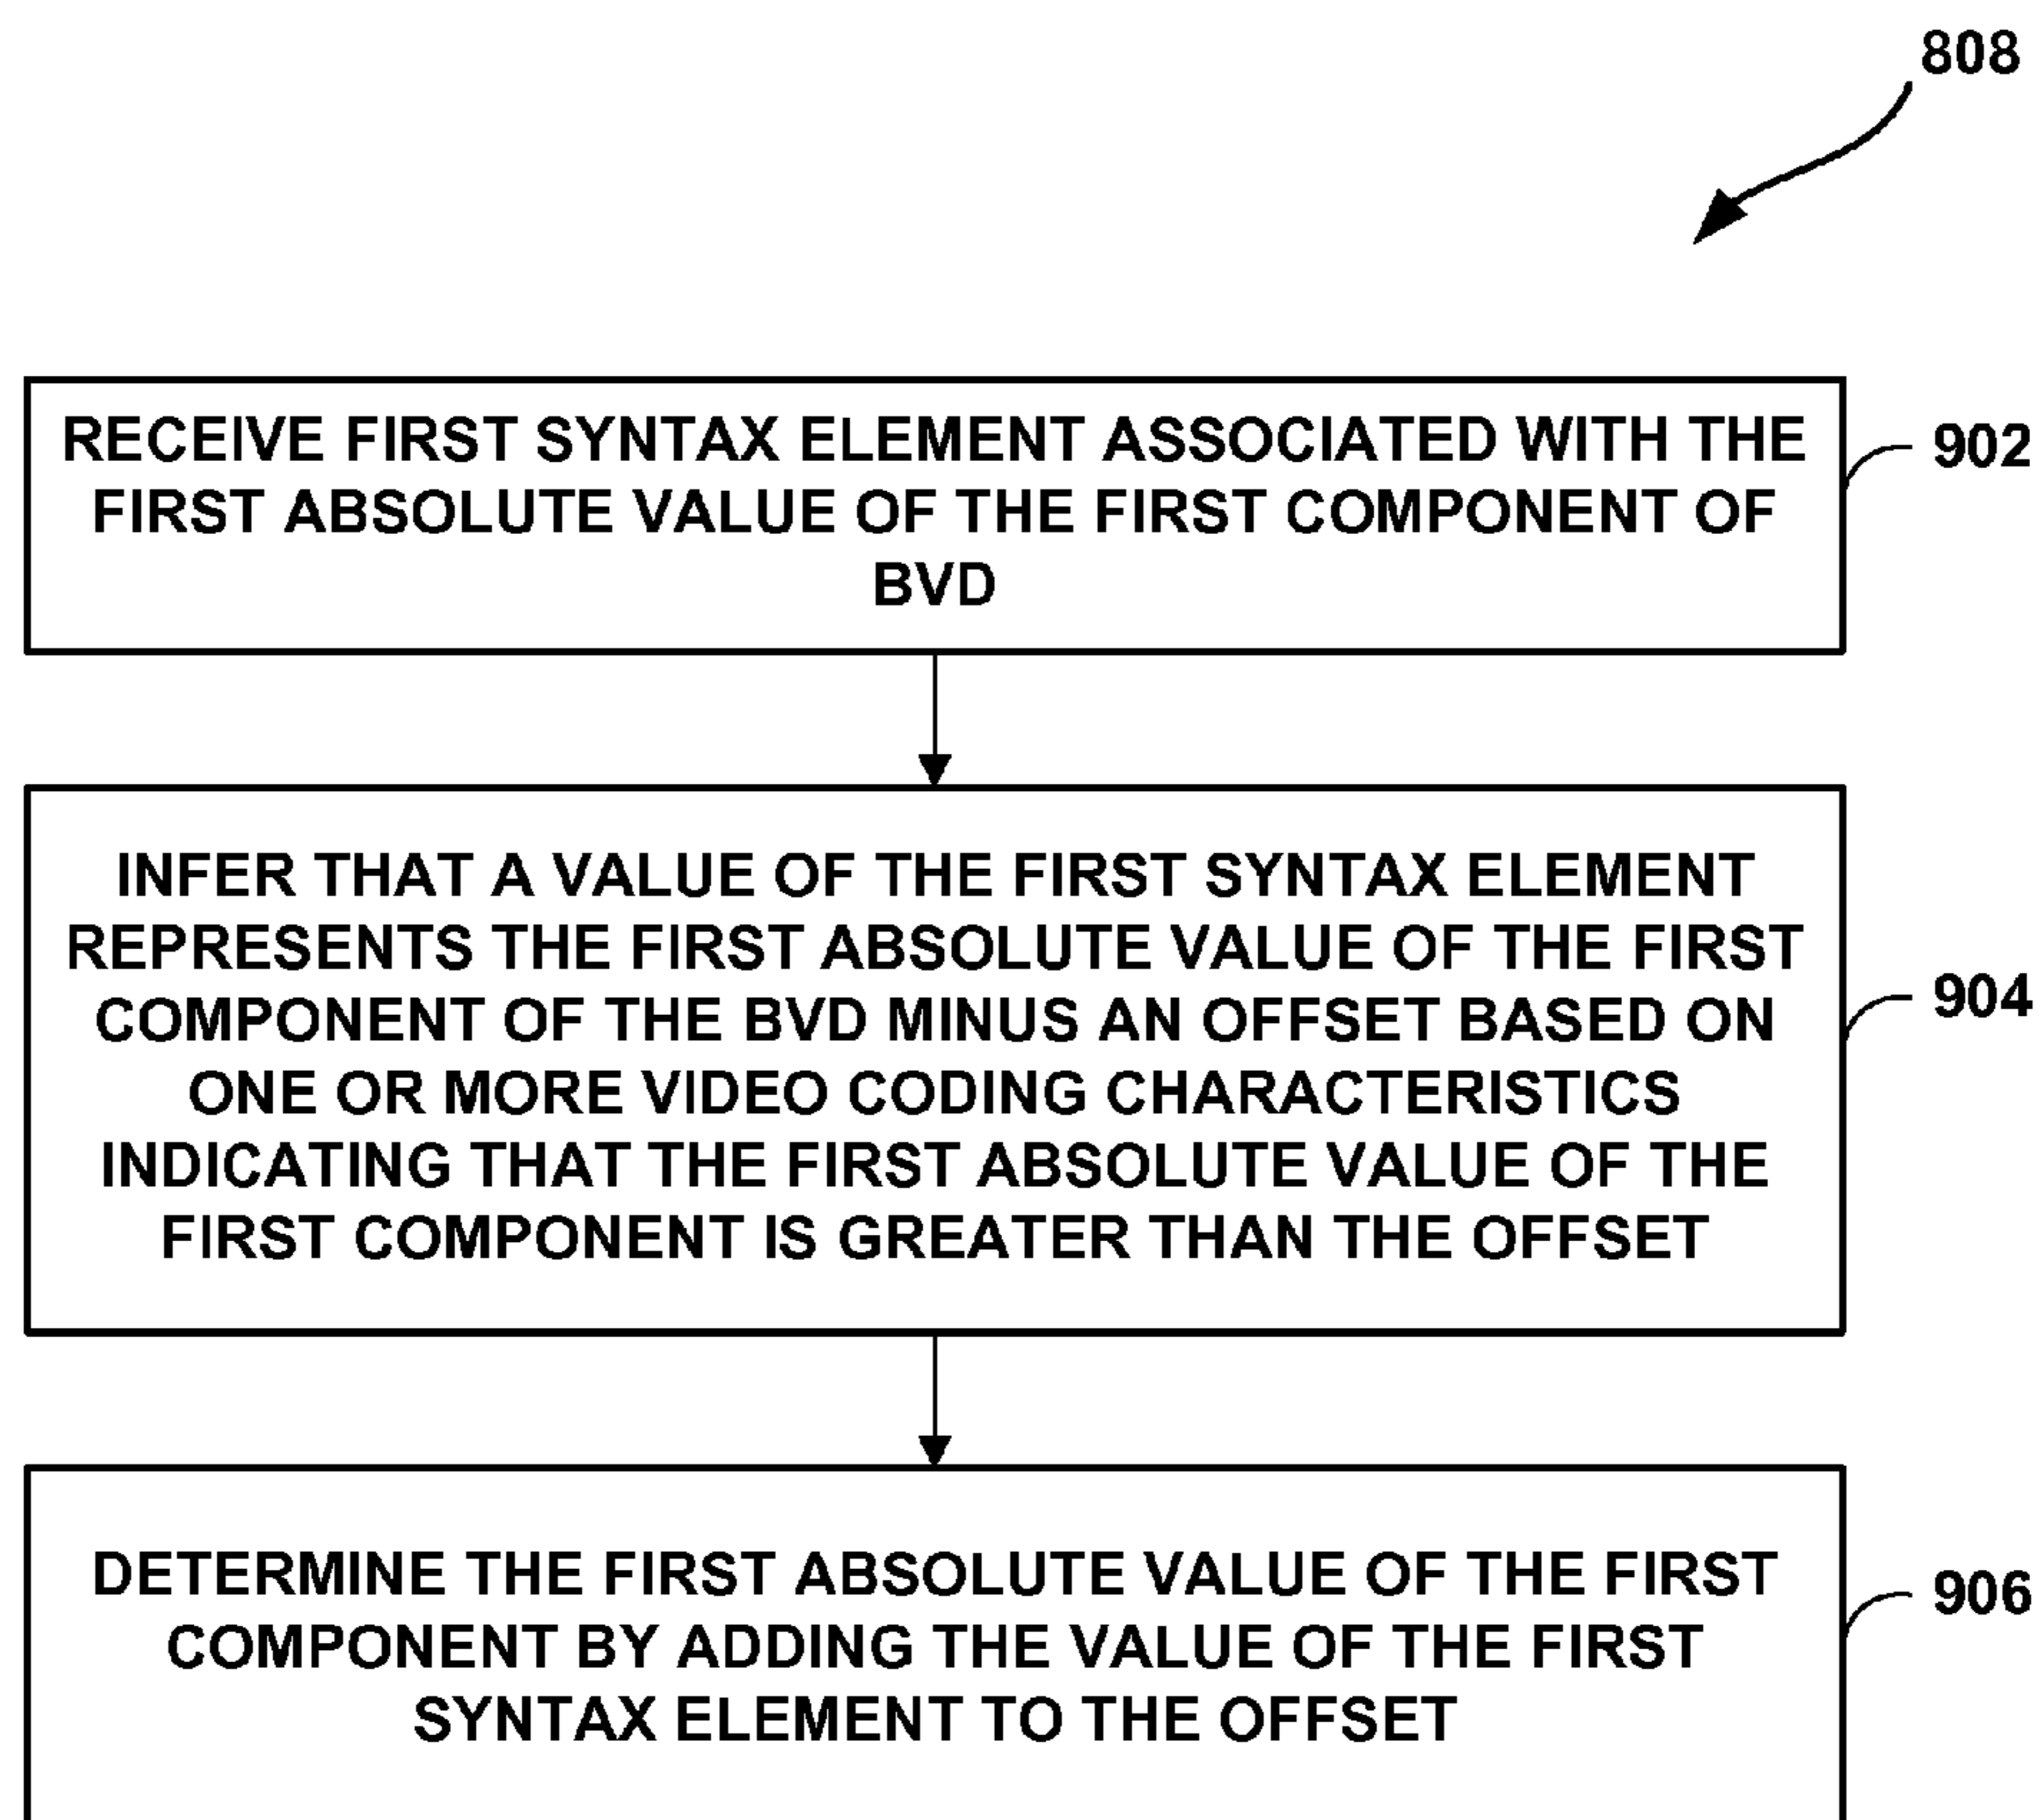 808
RECEIVE FIRST SYNTAX ELEMENT ASSOCIATED WITH THE
FIRST ABSOLUTE VALUE OF THE FIRST COMPONENT OF
BVD
902
INFER THAT A VALUE OF THE FIRST SYNTAX ELEMENT
REPRESENTS THE FIRST ABSOLUTE VALUE OF THE FIRST
COMPONENT OF THE BVD MINUS AN OFFSET BASED ON
ONE OR MORE VIDEO CODING CHARACTERISTICS
INDICATING THAT THE FIRST ABSOLUTE VALUE OF THE
FIRST COMPONENT IS GREATER THAN THE OFFSET
904
DETERMINE THE FIRST ABSOLUTE VALUE OF THE FIRST
COMPONENT BY ADDING THE VALUE OF THE FIRST
SYNTAX ELEMENT TO THE OFFSET
906